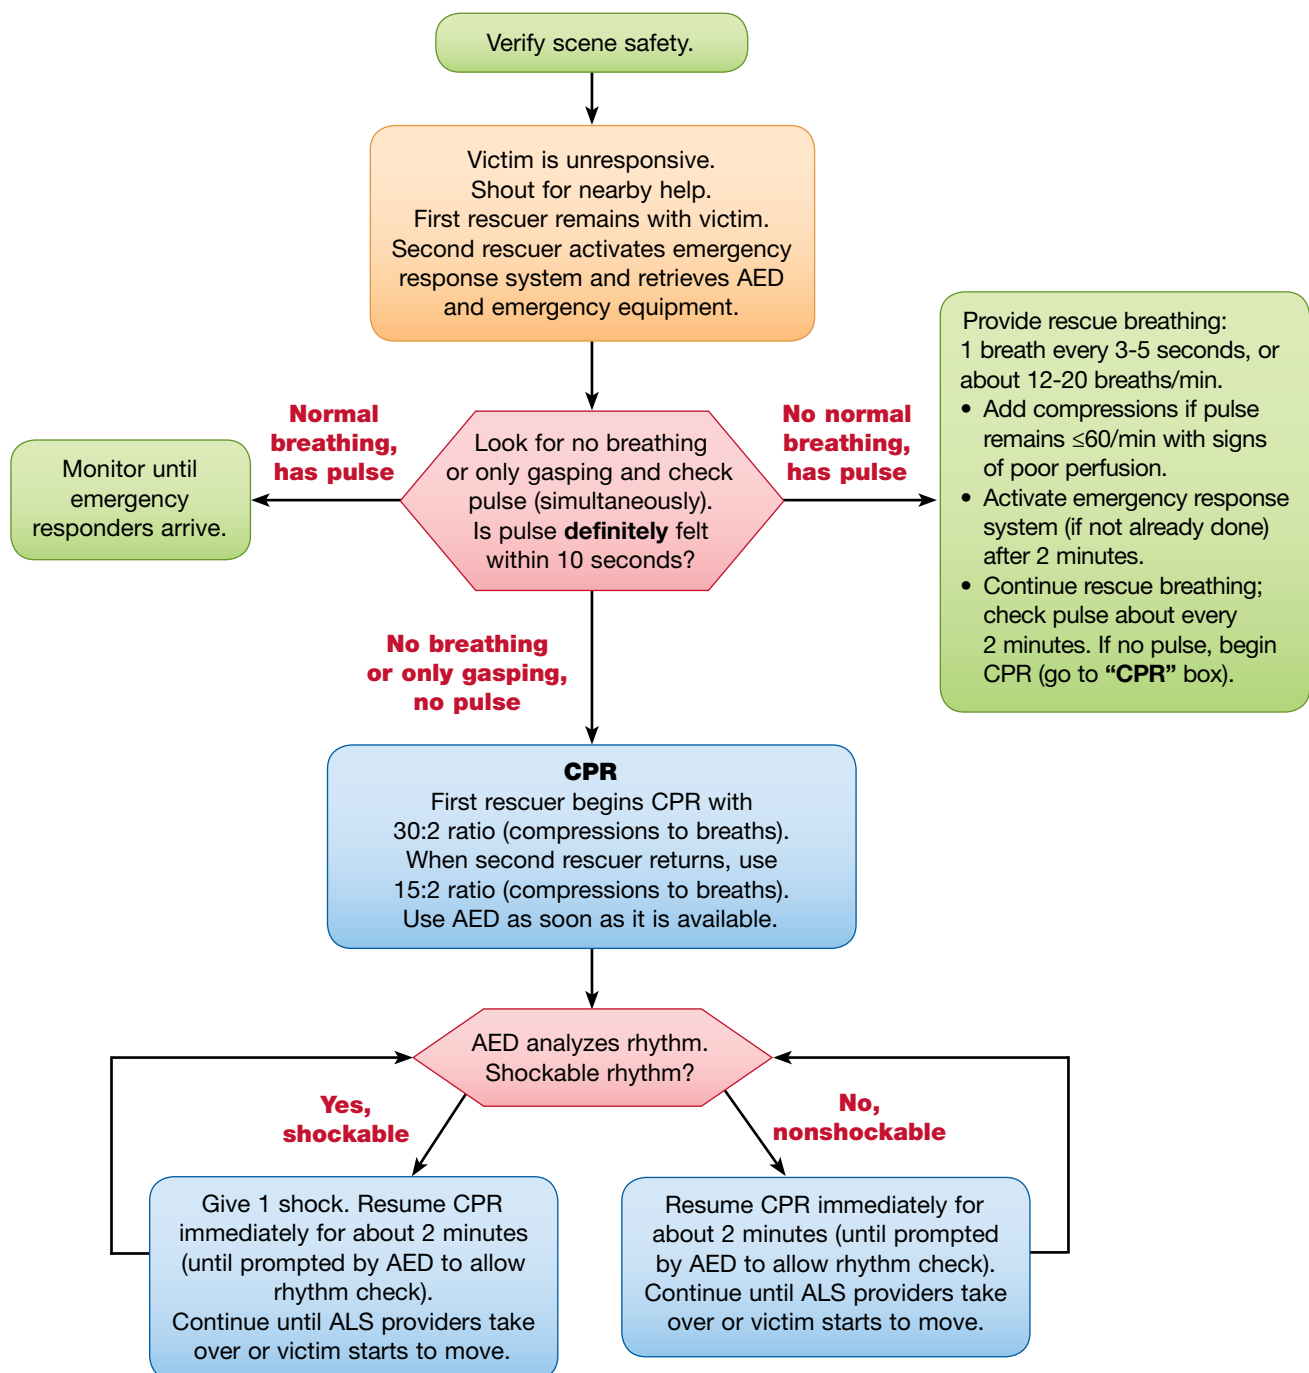 Verify scene safety.
Victim is unresponsive.
Shout for nearby help.
First rescuer remains with victim.
Second rescuer activates emergency
response system and retrieves AED
and emergency equipment.
Normal
breathing,
has pulse
Monitor until
emergency
responders arrive.
Look for no breathing
or only gasping and check
pulse (simultaneously).
Is pulse definitely felt
within 10 seconds?
No normal
breathing,
has pulse
Provide rescue breathing:
1 breath every 3-5 seconds, or
about 12-20 breaths/min.
• Add compressions if pulse
remains ≤60/min with signs
of poor perfusion.
• Activate emergency response
system (if not already done)
after 2 minutes.
• Continue rescue breathing;
check pulse about every
2 minutes. If no pulse, begin
CPR (go to “CPR” box).
No breathing
or only gasping,
no pulse
CPR
First rescuer begins CPR with
30:2 ratio (compressions to breaths).
When second rescuer returns, use
15:2 ratio (compressions to breaths).
Use AED as soon as it is available.
AED analyzes rhythm.
Shockable rhythm?
Yes,
shockable
No,
nonshockable
Give 1 shock. Resume CPR
immediately for about 2 minutes
(until prompted by AED to allow
rhythm check).
Continue until ALS providers take
over or victim starts to move.
Resume CPR immediately for
about 2 minutes (until prompted
by AED to allow rhythm check).
Continue until ALS providers take
over or victim starts to move.